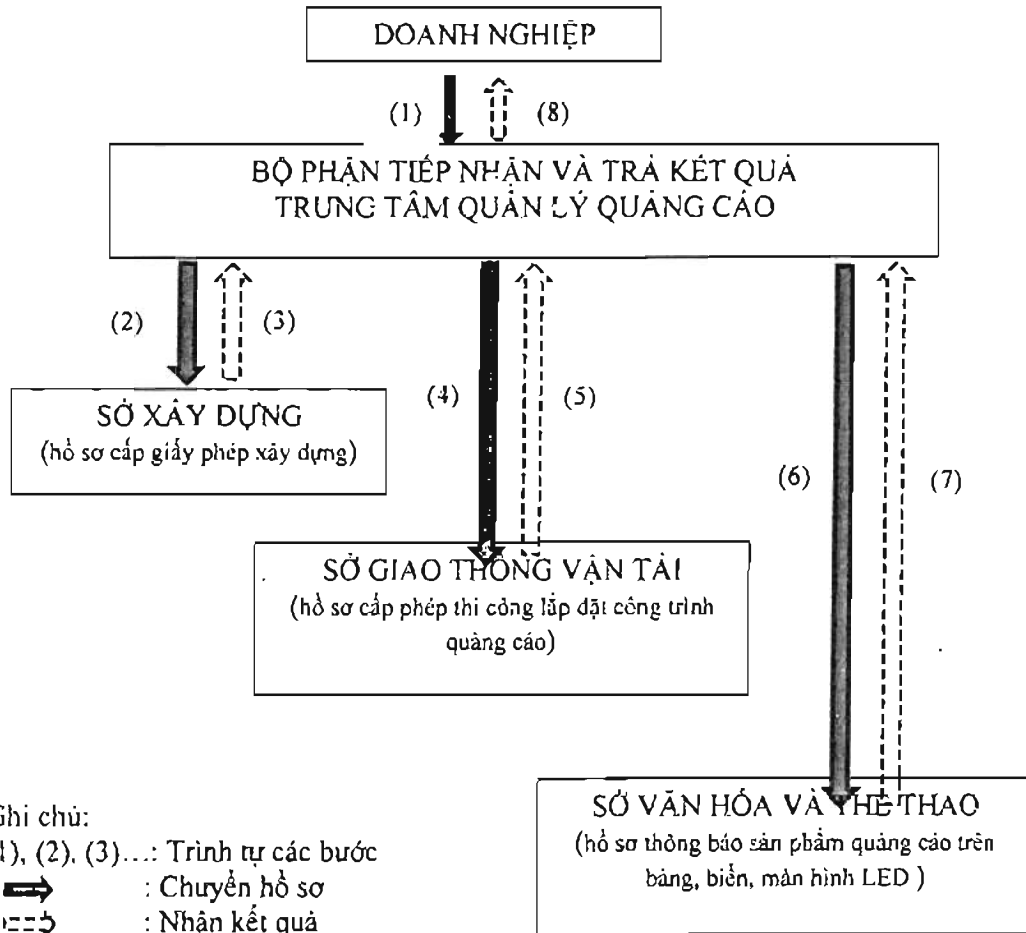 DOANH NGHIỆP
(1) (8)
BỘ PHẬN TIẾP NHẬN VÀ TRẢ KẾT QUẢ
TRUNG TÂM QUẢN LÝ QUẢNG CÁO
(2) (3)
(4) (5)
SỞ XÂY DỰNG
(hồ sơ cấp giấy phép xây dựng)
(6) (7)
SỞ GIAO THÔNG VẬN TẢI
(hồ sơ cấp phép thi công lắp đặt công trình
quảng cáo)
SỞ VĂN HÓA VÀ THỂ THAO
(hồ sơ thông báo sản phẩm quảng cáo trên
bảng, biển, màn hình LED )
Ghi chú:
1), (2), (3)...: Trình tự các bước
: Chuyển hồ sơ
: Nhận kết quả